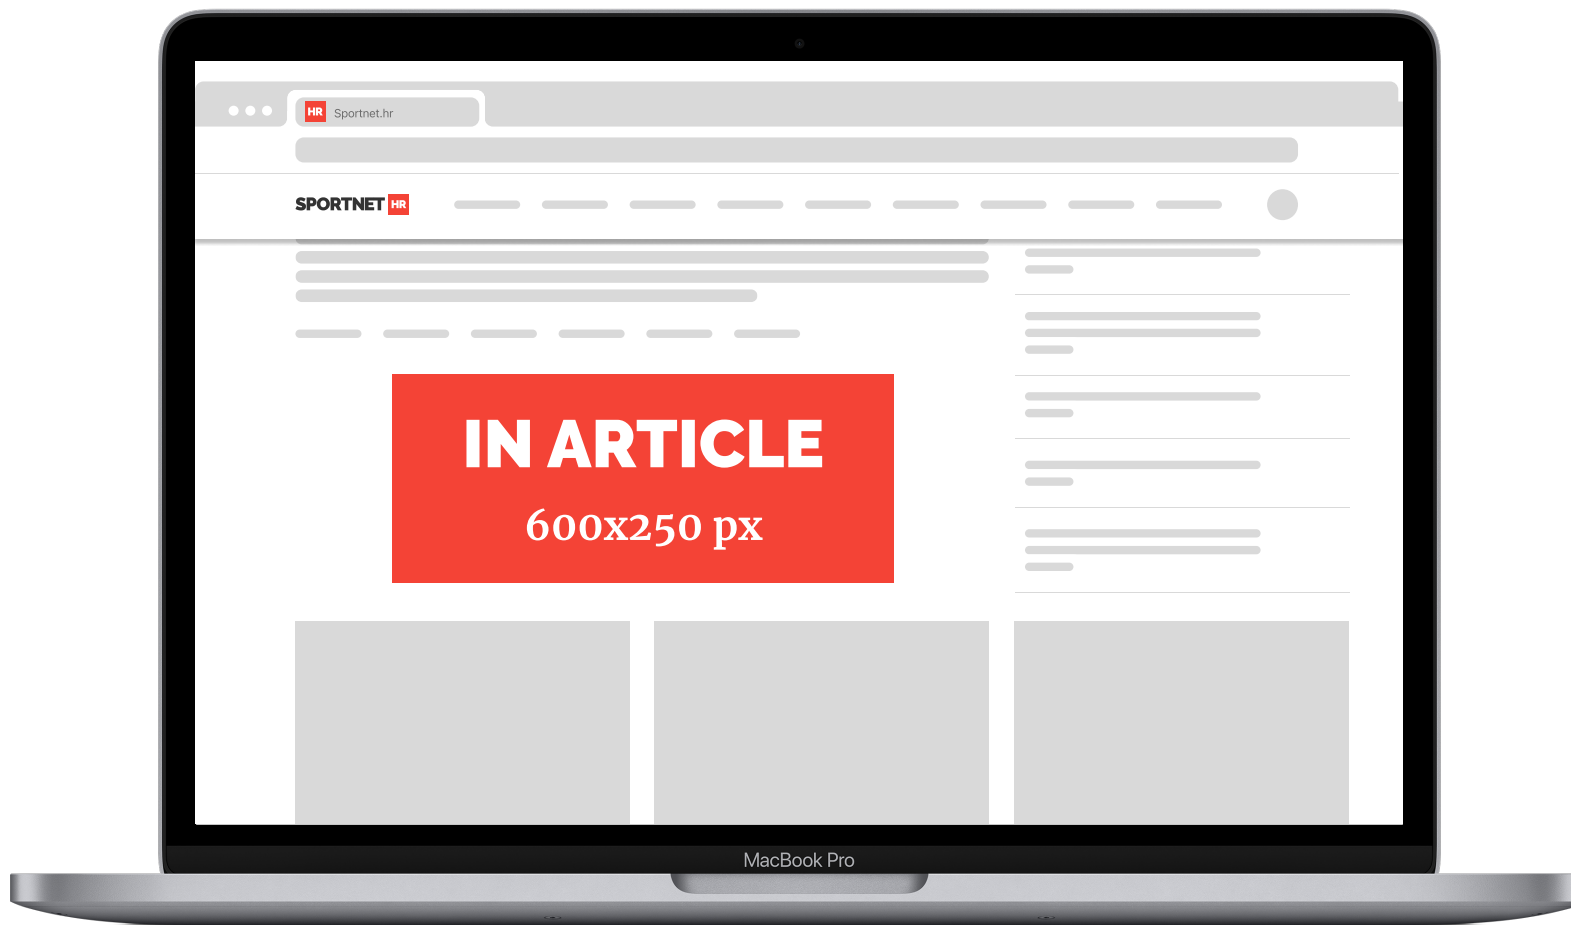 HR Sportnet.hr
SPORTNET HR
IN ARTICLE
600x250 px
MacBook Pro